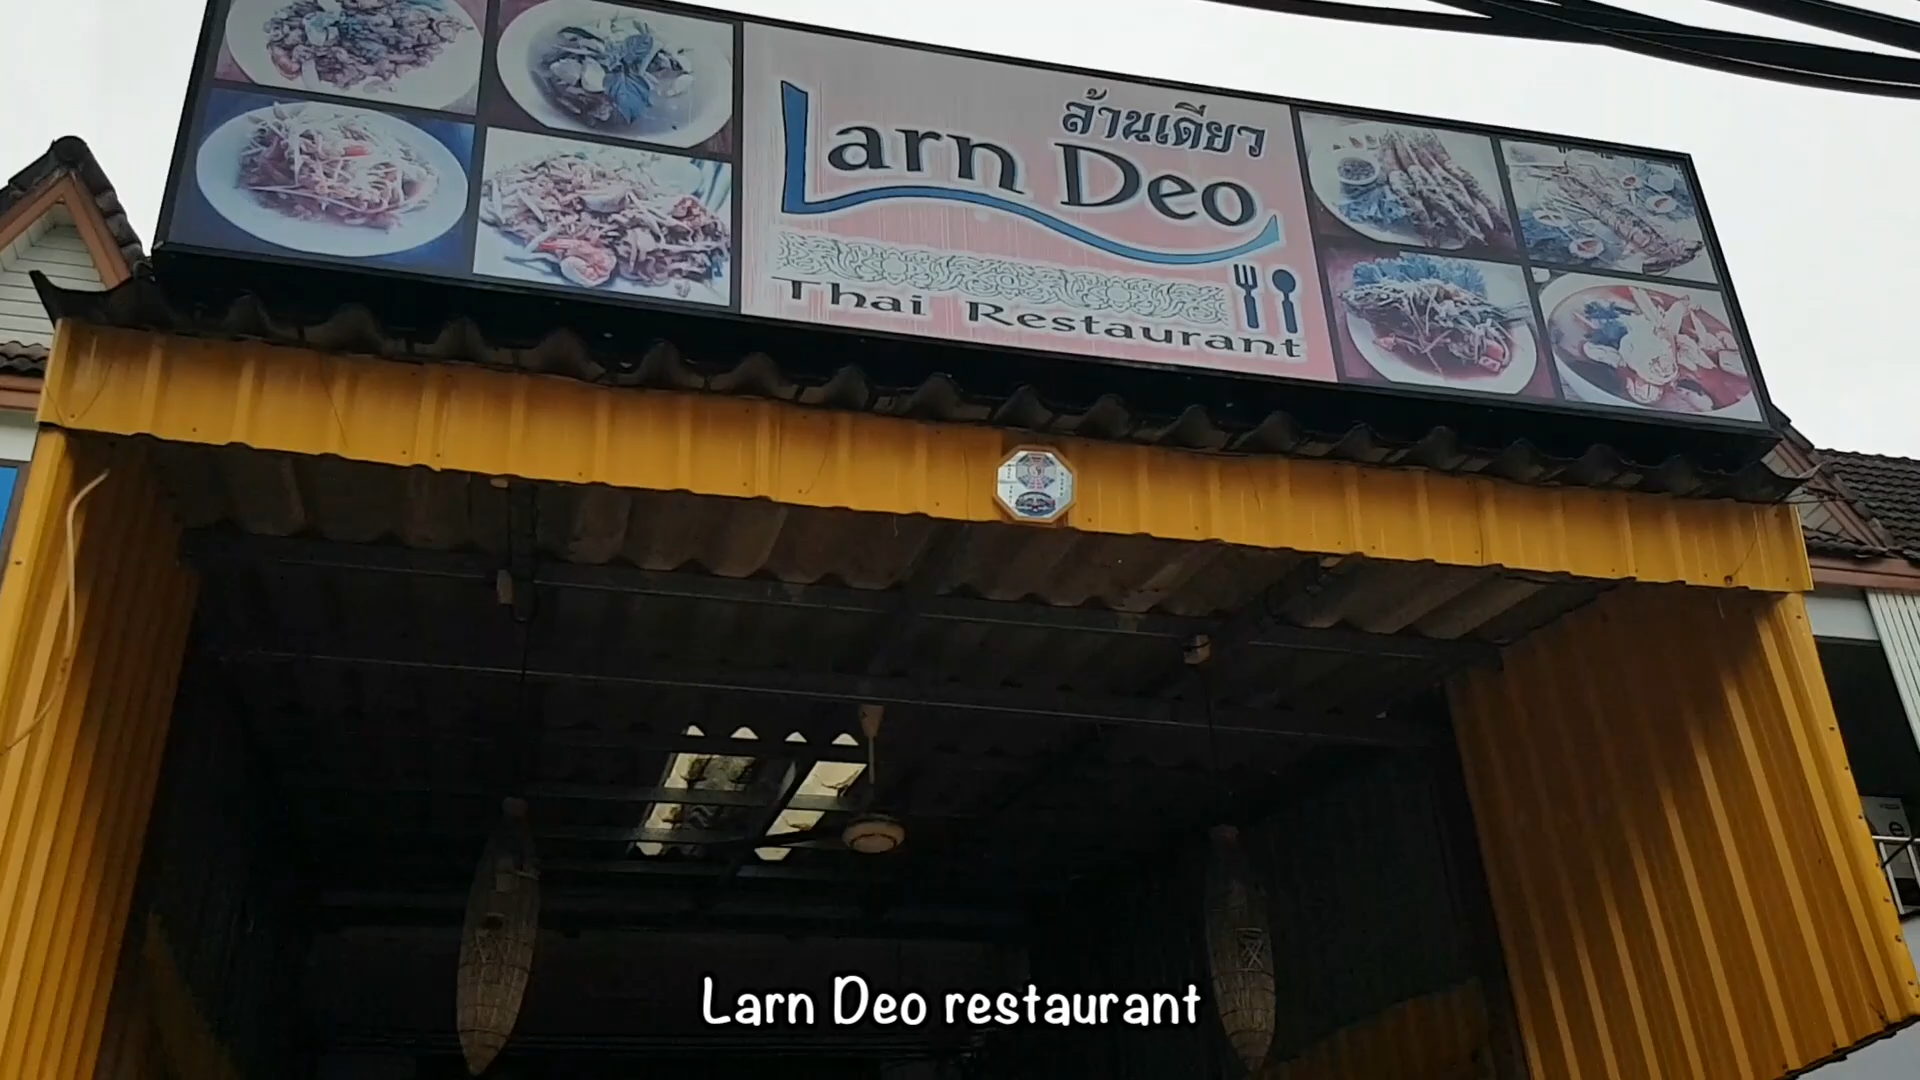 ล้านเดียว
Larn Deo
Thai Restaurant
Larn Deo restaurant